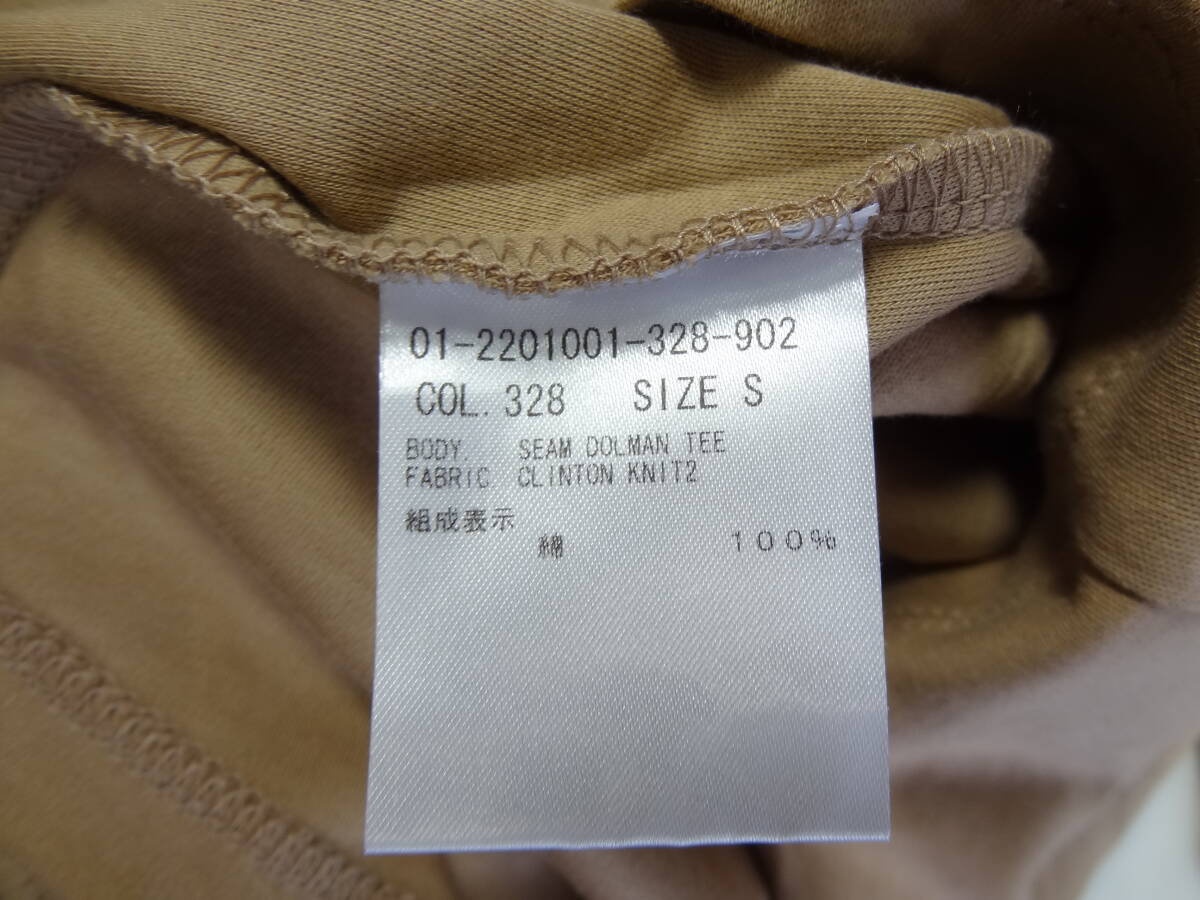 01-2201001-328-902
COL. 328 SIZE S
BODY. SEAM DOLMAN TEE
FABRIC CLINTON KNIT2
組成表示
綿 100%